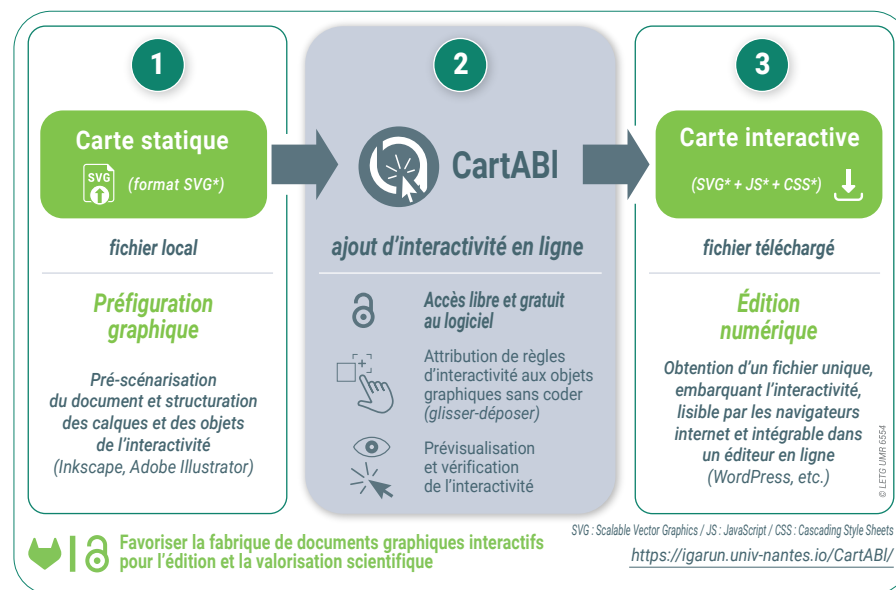 1
Carte statique
SVG
(format SVG*)
fichier local
Préfiguration
graphique
Pré-scénarisation
du document et structuration
des calques et des objets
de l'interactivité
(Inkscape, Adobe Illustrator)
2
CartABl
ajout d'interactivité en ligne
Accès libre et gratuit
au logiciel
Attribution de règles
d'interactivité aux objets
graphiques sans coder
(glisser-déposer)
Prévisualisation
et vérification
de l'interactivité
3
Carte interactive
(SVG* + JS* + CSS*)
fichier téléchargé
Édition
numérique
Obtention d'un fichier unique,
embarquant l'interactivité,
lisible par les navigateurs
internet et intégrable dans
un éditeur en ligne
(WordPress, etc.)
© LETG UMR 6554
Favoriser la fabrique de documents graphiques interactifs
pour l'édition et la valorisation scientifique
SVG : Scalable Vector Graphics / JS : JavaScript / CSS : Cascading Style Sheets
https://igarun.univ-nantes.io/CartABl/